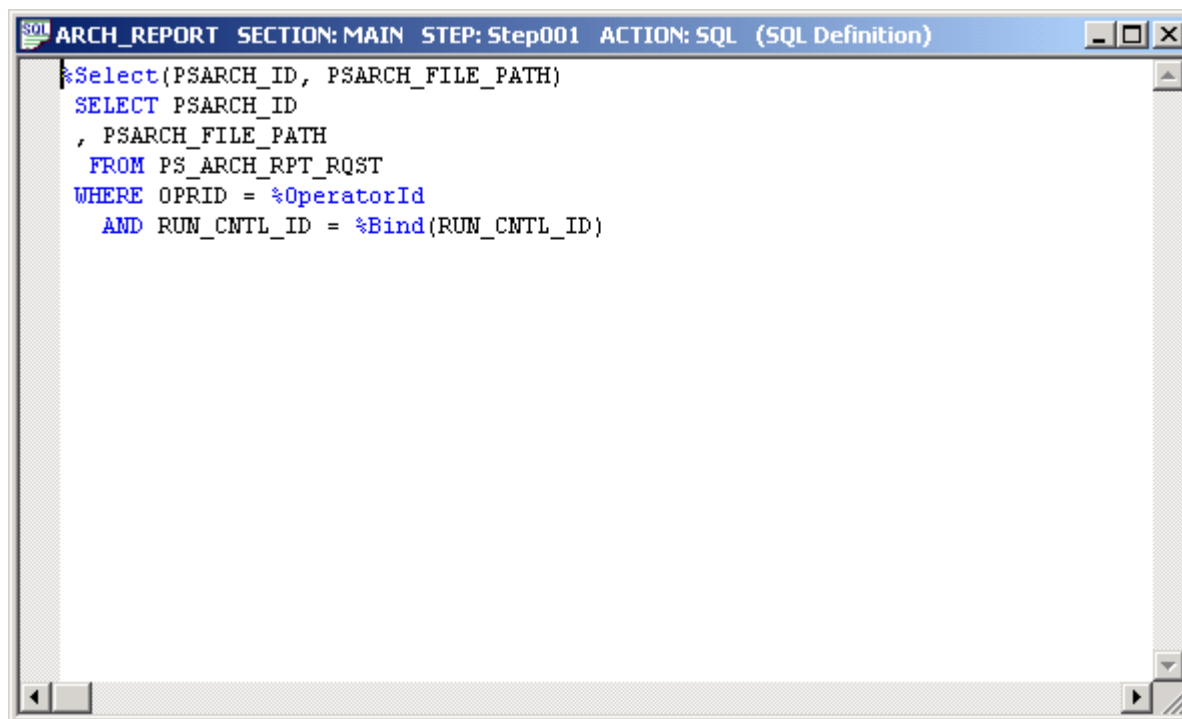 SQL ARCH_REPORT SECTION: MAIN STEP: Step001 ACTION: SQL (SQL Definition)
%Select(PSARCH_ID, PSARCH_FILE_PATH)
SELECT PSARCH_ID
, PSARCH_FILE_PATH
FROM PS_ARCH_RPT_RQST
WHERE OPRID = %OperatorId
AND RUN_CNTL_ID = %Bind(RUN_CNTL_ID)